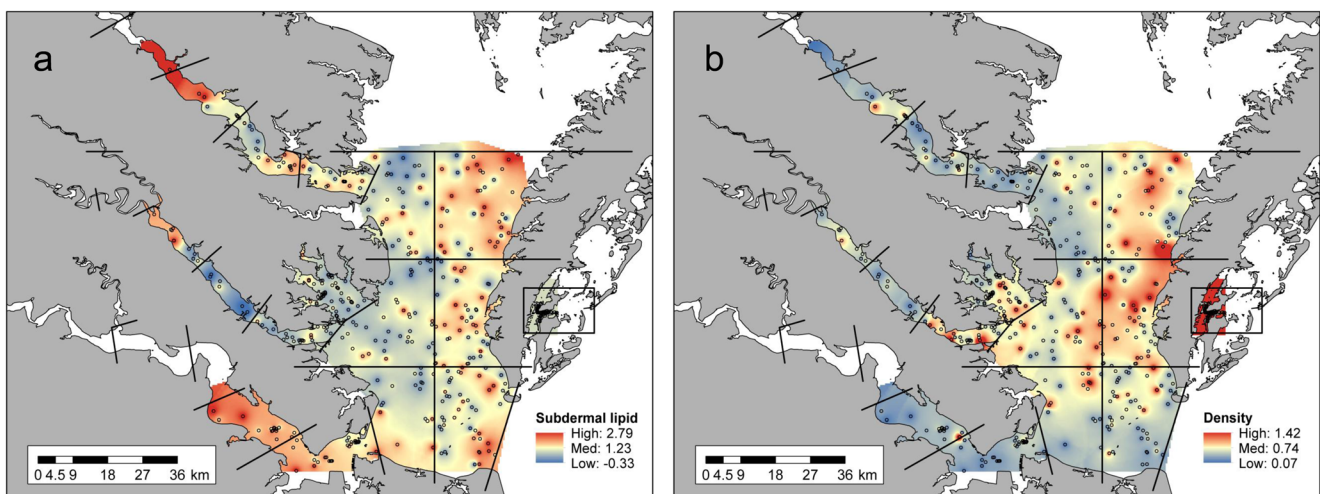 a
Subdermal lipid
High: 2.79
Med: 1.23
Low: -0.33
0 4.5 9 18 27 36 km
b
Density
High: 1.42
Med: 0.74
Low: 0.07
0 4.5 9 18 27 36 km